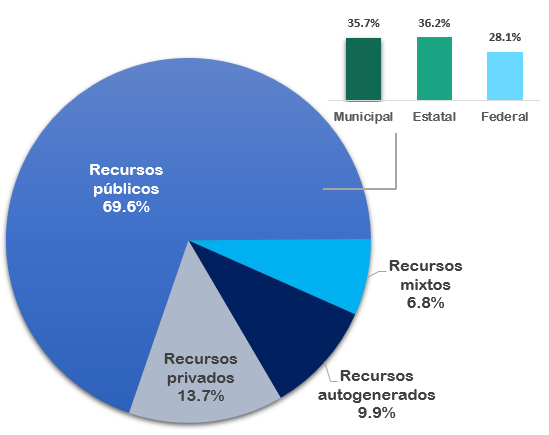 35.7% 36.2% 28.1%
Municipal Estatal Federal
Recursos
públicos
69.6%
Recursos
mixtos
6.8%
Recursos
privados
13.7%
Recursos
autogenerados
9.9%